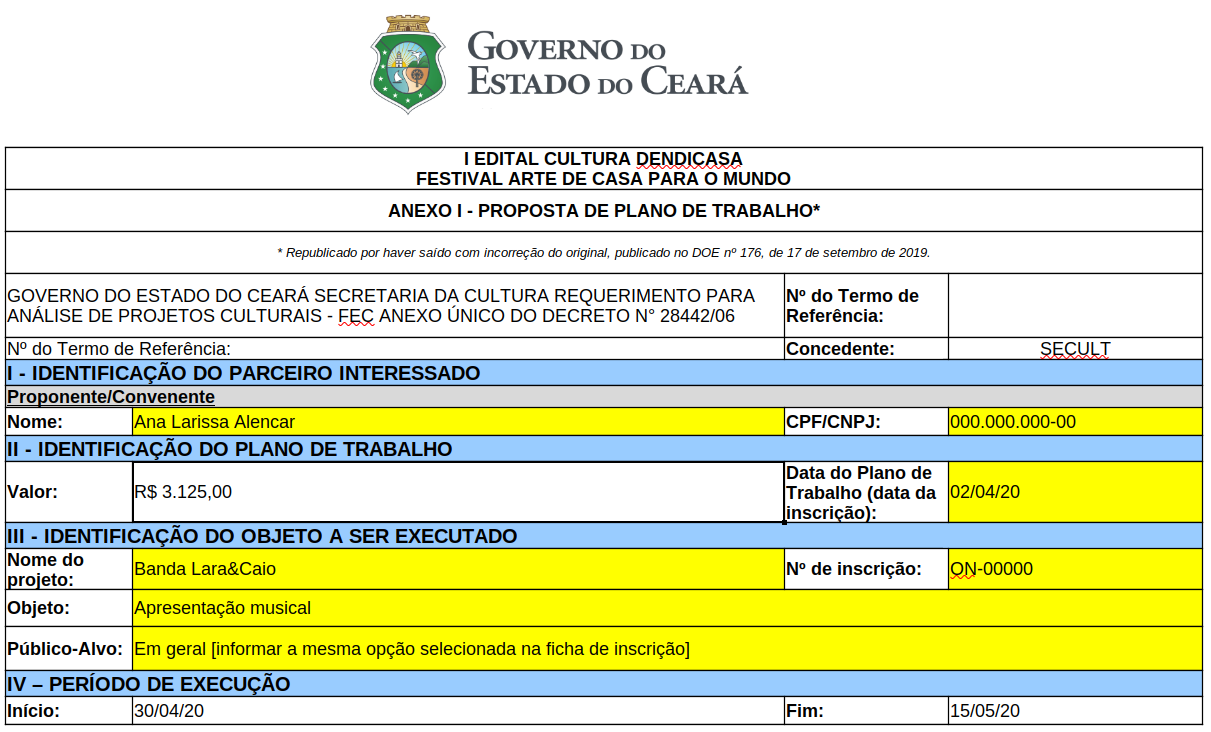 GOVERNO DO
ESTADO DO CEARÁ
I EDITAL CULTURA DENDICASA
FESTIVAL ARTE DE CASA PARA O MUNDO
ANEXO I - PROPOSTA DE PLANO DE TRABALHO*
* Republicado por haver saído com incorreção do original, publicado no DOE nº 176, de 17 de setembro de 2019.
GOVERNO DO ESTADO DO CEARÁ SECRETARIA DA CULTURA REQUERIMENTO PARA
ANÁLISE DE PROJETOS CULTURAIS - FEC ANEXO ÚNICO DO DECRETO N° 28442/06
Nº do Termo de
Referência:
Nº do Termo de Referência:
Concedente:
SECULT
I - IDENTIFICAÇÃO DO PARCEIRO INTERESSADO
Proponente/Convenente
Nome:
Ana Larissa Alencar
CPF/CNPJ:
000.000.000-00
II - IDENTIFICAÇÃO DO PLANO DE TRABALHO
Valor:
R$ 3.125,00
Data do Plano de
Trabalho (data da
inscrição):
02/04/20
III - IDENTIFICAÇÃO DO OBJETO A SER EXECUTADO
Nome do
projeto:
Banda Lara&Caio
Nº de inscrição:
ON-00000
Objeto:
Apresentação musical
Público-Alvo:
Em geral [informar a mesma opção selecionada na ficha de inscrição]
IV – PERÍODO DE EXECUÇÃO
Início:
30/04/20
Fim:
15/05/20